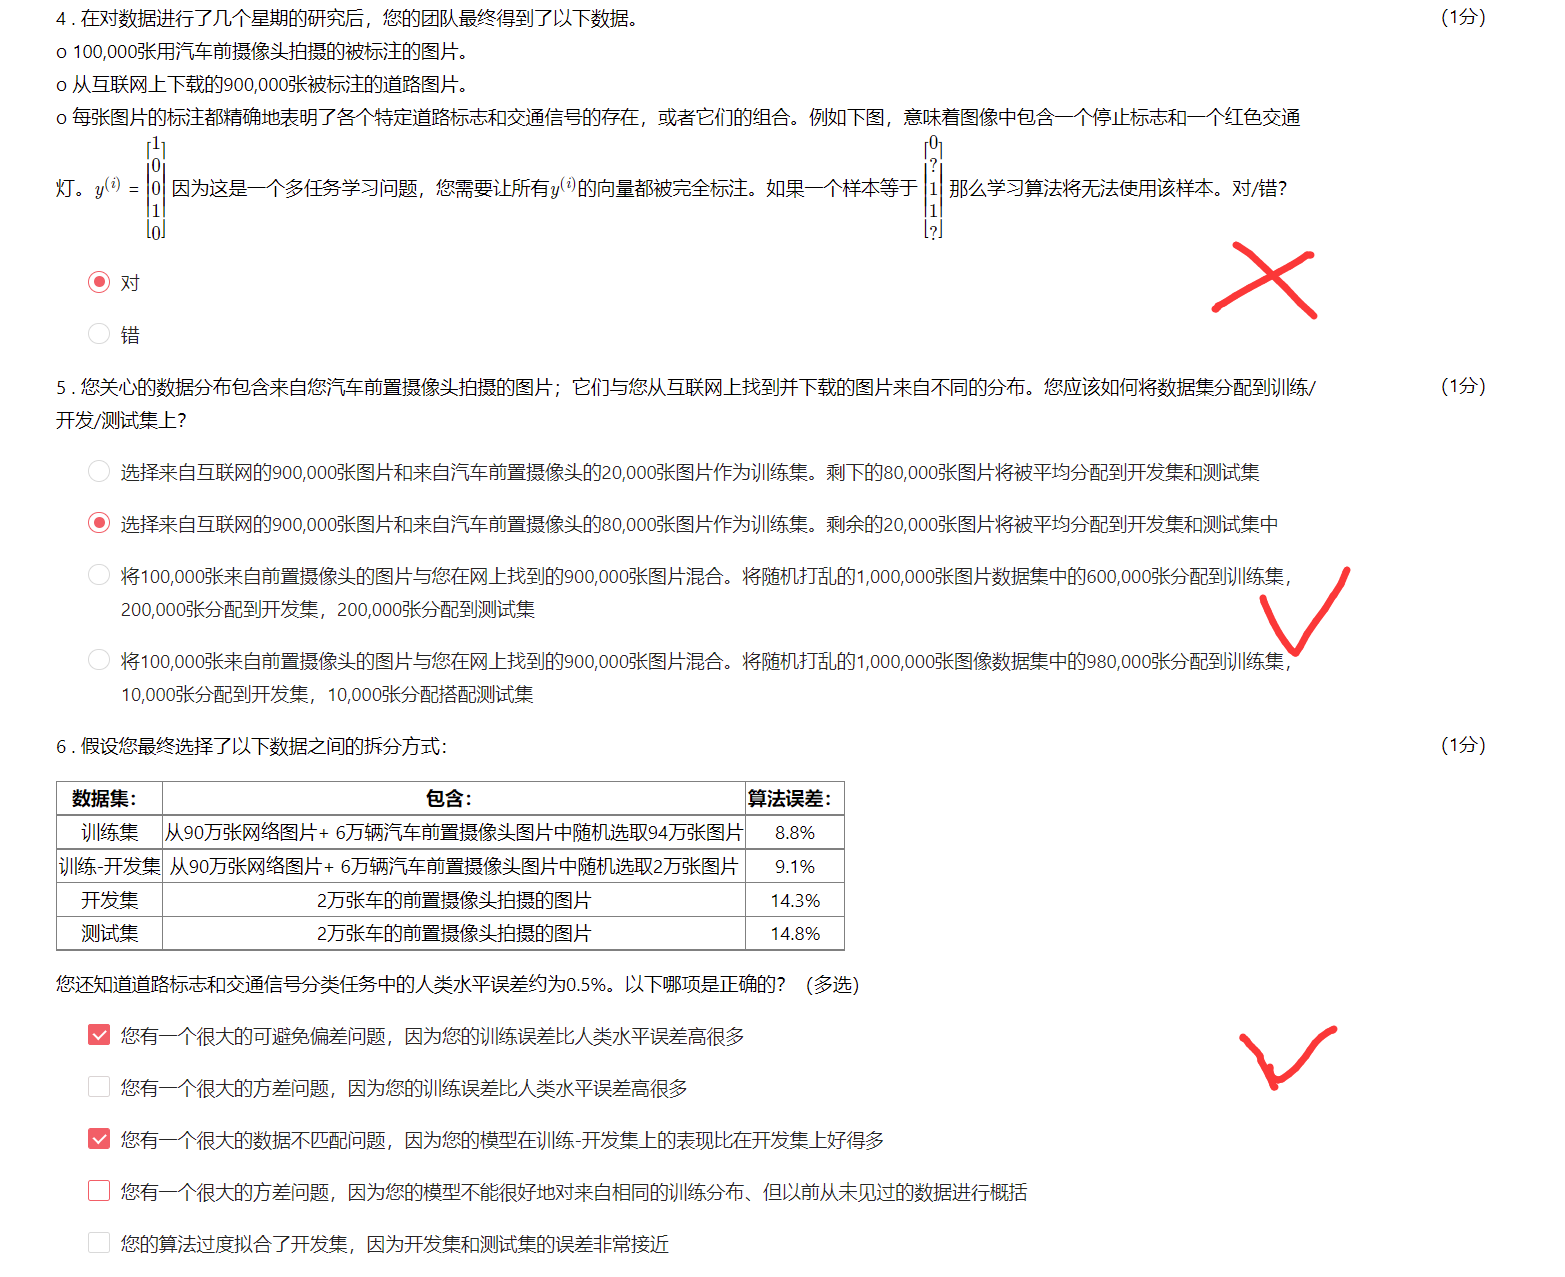 4 . 在对数据进行了几个星期的研究后，您的团队最终得到了以下数据。 (1分)
o 100,000张用汽车前摄像头拍摄的被标注的图片。
o 从互联网上下载的900,000张被标注的道路图片。
o 每张图片的标注都精确地表明了各个特定道路标志和交通信号的存在，或者它们的组合。例如下图，意味着图像中包含一个停止标志和一个红色交通
灯。y^(i) = [1 0 0 1 0] 因为这是一个多任务学习问题，您需要让所有y^(i)的向量都被完全标注。如果一个样本等于 [0 ? 1 1 ?] 那么学习算法将无法使用该样本。对/错？
对
错
5 . 您关心的数据分布包含来自您汽车前置摄像头拍摄的图片；它们与您从互联网上找到并下载的图片来自不同的分布。您应该如何将数据集分配到训练/ (1分)
开发/测试集上？
选择来自互联网的900,000张图片和来自汽车前置摄像头的20,000张图片作为训练集。剩下的80,000张图片将被平均分配到开发集和测试集
选择来自互联网的900,000张图片和来自汽车前置摄像头的80,000张图片作为训练集。剩余的20,000张图片将被平均分配到开发集和测试集中
将100,000张来自前置摄像头的图片与您在网上找到的900,000张图片混合。将随机打乱的1,000,000张图片数据集中的600,000张分配到训练集，
200,000张分配到开发集，200,000张分配到测试集
将100,000张来自前置摄像头的图片与您在网上找到的900,000张图片混合。将随机打乱的1,000,000张图像数据集中的980,000张分配到训练集，
10,000张分配到开发集，10,000张分配搭配测试集
6 . 假设您最终选择了以下数据之间的拆分方式： (1分)
数据集： 包含： 算法误差：
训练集 从90万张网络图片+ 6万辆汽车前置摄像头图片中随机选取94万张图片 8.8%
训练-开发集 从90万张网络图片+ 6万辆汽车前置摄像头图片中随机选取2万张图片 9.1%
开发集 2万张车的前置摄像头拍摄的图片 14.3%
测试集 2万张车的前置摄像头拍摄的图片 14.8%
您还知道道路标志和交通信号分类任务中的人类水平误差约为0.5%。以下哪项是正确的？（多选）
您有一个很大的可避免偏差问题，因为您的训练误差比人类水平误差高很多
您有一个很大的方差问题，因为您的训练误差比人类水平误差高很多
您有一个很大的数据不匹配问题，因为您的模型在训练-开发集上的表现比在开发集上好得多
您有一个很大的方差问题，因为您的模型不能很好地对来自相同的训练分布、但以前从未见过的数据进行概括
您的算法过度拟合了开发集，因为开发集和测试集的误差非常接近